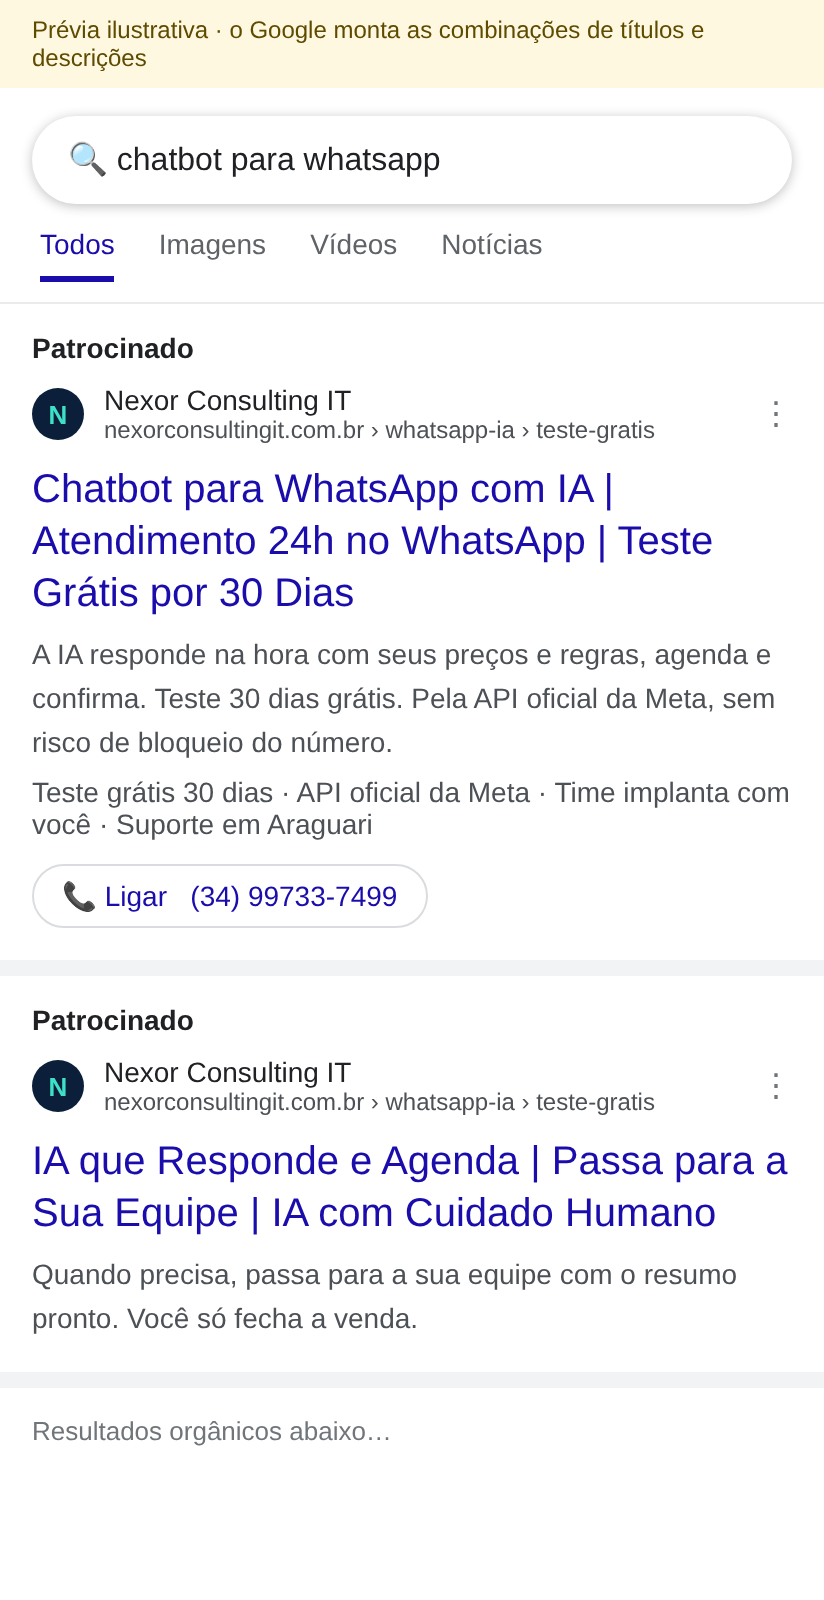 Prévia ilustrativa · o Google monta as combinações de títulos e
descrições
🔍 chatbot para whatsapp
Todos Imagens Vídeos Notícias
Patrocinado
N
Nexor Consulting IT
nexorconsultingit.com.br › whatsapp-ia › teste-gratis
⋮
Chatbot para WhatsApp com IA |
Atendimento 24h no WhatsApp | Teste
Grátis por 30 Dias
A IA responde na hora com seus preços e regras, agenda e
confirma. Teste 30 dias grátis. Pela API oficial da Meta, sem
risco de bloqueio do número.
Teste grátis 30 dias · API oficial da Meta · Time implanta com
você · Suporte em Araguari
📞 Ligar (34) 99733-7499
Patrocinado
N
Nexor Consulting IT
nexorconsultingit.com.br › whatsapp-ia › teste-gratis
⋮
IA que Responde e Agenda | Passa para a
Sua Equipe | IA com Cuidado Humano
Quando precisa, passa para a sua equipe com o resumo
pronto. Você só fecha a venda.
Resultados orgânicos abaixo…